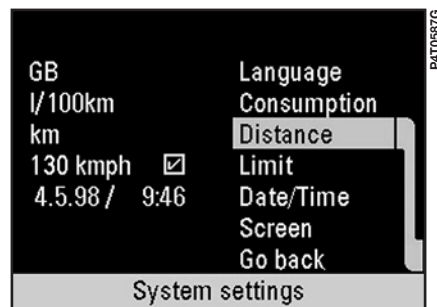 GB Language
l/100km Consumption
km Distance
130 kmph ☑ Limit
4.5.98 / 9:46 Date/Time
Screen
Go back
System settings
P4T0587G